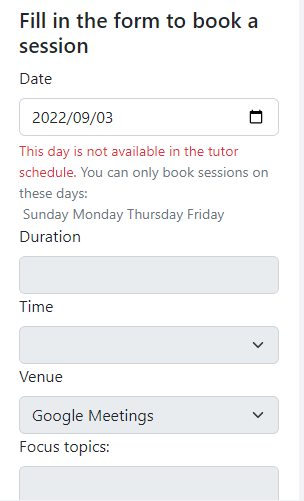 Fill in the form to book a
session
Date
2022/09/03
This day is not available in the tutor
schedule. You can only book sessions on
these days:
Sunday Monday Thursday Friday
Duration
Time
Venue
Google Meetings
Focus topics: